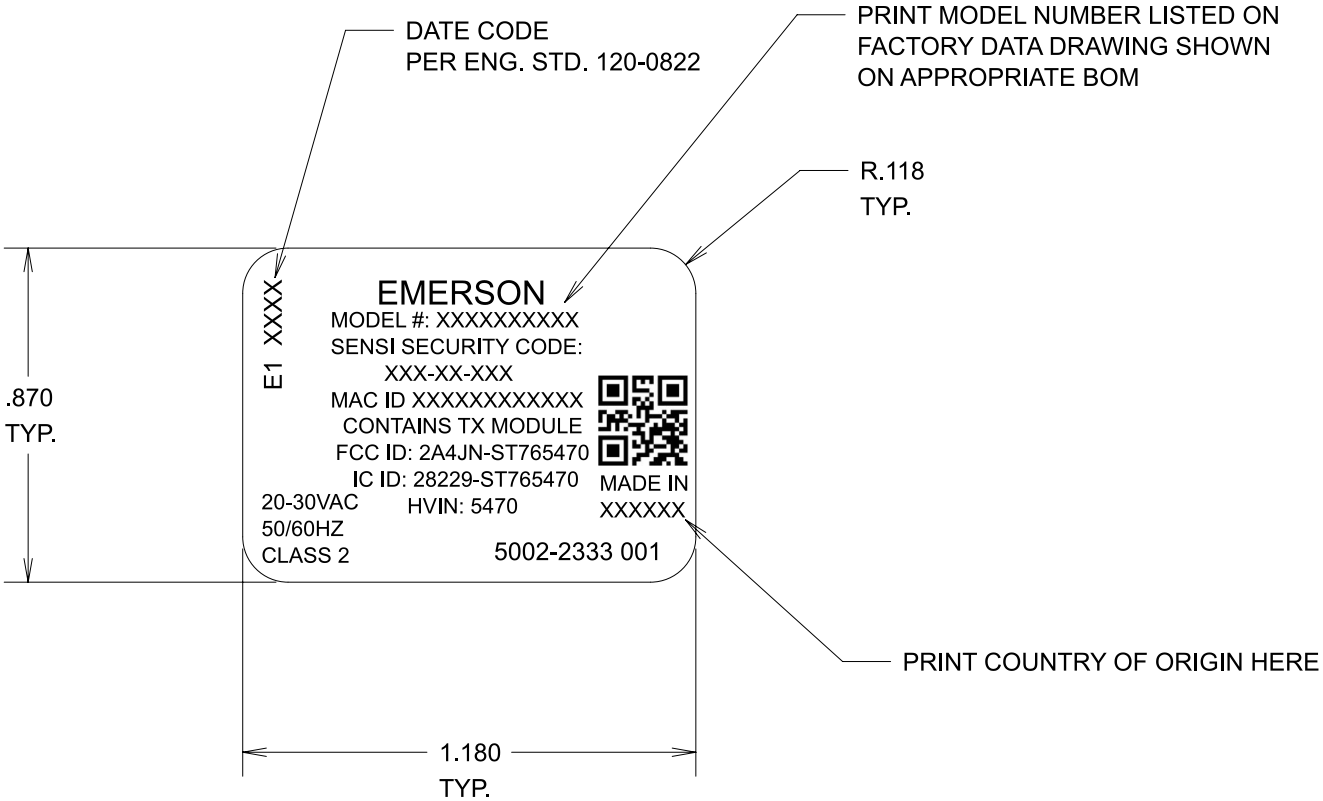 DATE CODE
PER ENG. STD. 120-0822
PRINT MODEL NUMBER LISTED ON
FACTORY DATA DRAWING SHOWN
ON APPROPRIATE BOM
R.118
TYP.
.870
TYP.
E1 XXXX
EMERSON
MODEL #: XXXXXXXXXX
SENSI SECURITY CODE:
XXX-XX-XXX
MAC ID XXXXXXXXXXXX
CONTAINS TX MODULE
FCC ID: 2A4JN-ST765470
IC ID: 28229-ST765470
HVIN: 5470
MADE IN
XXXXXX
20-30VAC
50/60HZ
CLASS 2
5002-2333 001
PRINT COUNTRY OF ORIGIN HERE
1.180
TYP.